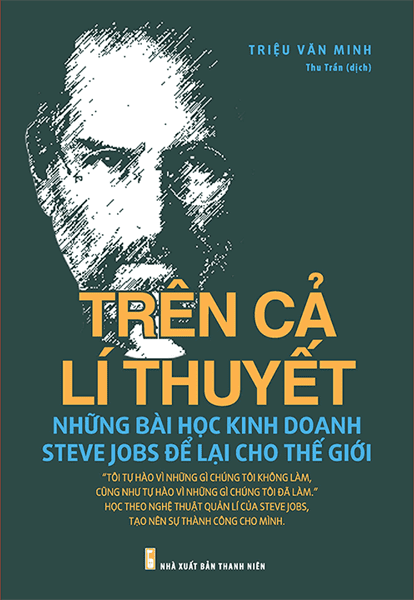 TRIỆU VĂN MINH
Thu Trần (dịch)
TRÊN CẢ
LÍ THUYẾT
NHỮNG BÀI HỌC KINH DOANH
STEVE JOBS ĐỂ LẠI CHO THẾ GIỚI
“TÔI TỰ HÀO VÌ NHỮNG GÌ CHÚNG TÔI KHÔNG LÀM,
CŨNG NHƯ TỰ HÀO VÌ NHỮNG GÌ CHÚNG TÔI ĐÃ LÀM.”
HỌC THEO NGHỆ THUẬT QUẢN LÍ CỦA STEVE JOBS,
TẠO NÊN SỰ THÀNH CÔNG CHO MÌNH.
NHÀ XUẤT BẢN THANH NIÊN